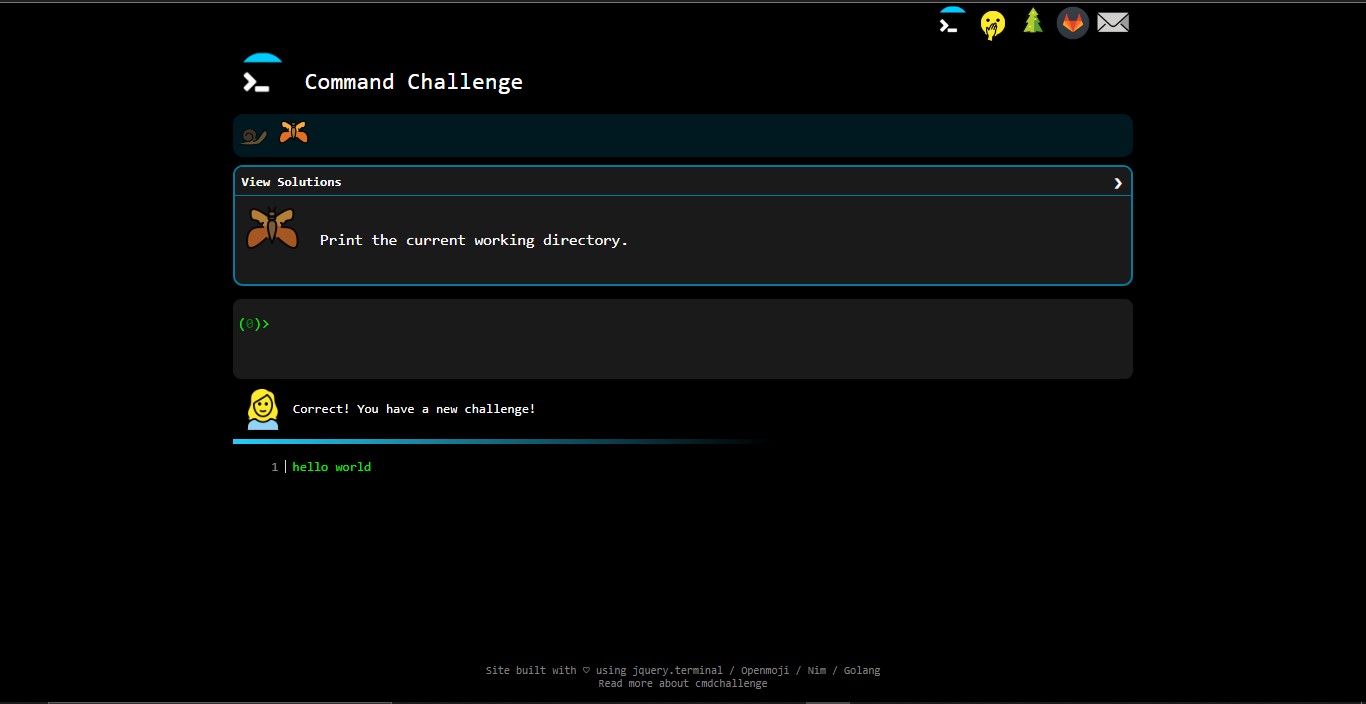 Command Challenge
View Solutions
Print the current working directory.
(0)>
Correct! You have a new challenge!
1 hello world
Site built with ♡ using jquery.terminal / Openmoji / Nim / Golang
Read more about cmdchallenge